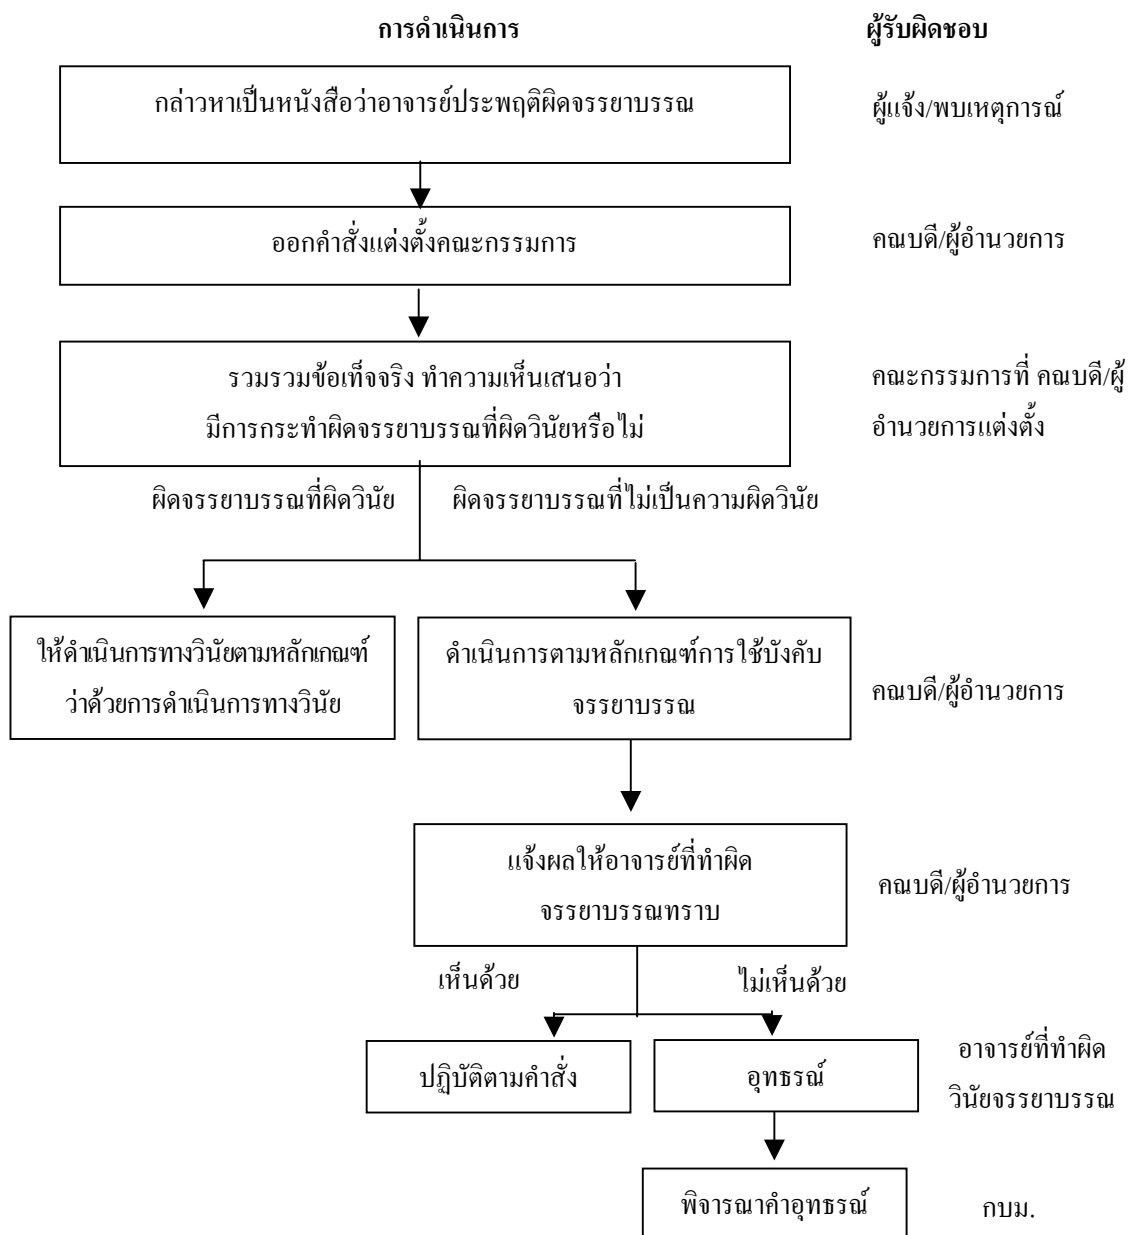 การดำเนินการ
ผู้รับผิดชอบ
กล่าวหาเป็นหนังสือว่าอาจารย์ประพฤติผิดจรรยาบรรณ
ผู้แจ้ง/พบเหตุการณ์
ออกคำสั่งแต่งตั้งคณะกรรมการ
คณบดี/ผู้อำนวยการ
รวมรวมข้อเท็จจริง ทำความเห็นเสนอว่า
มีการกระทำผิดจรรยาบรรณที่ผิดวินัยหรือไม่
คณะกรรมการที่ คณบดี/ผู้
อำนวยการแต่งตั้ง
ผิดจรรยาบรรณที่ผิดวินัย
ผิดจรรยาบรรณที่ไม่เป็นความผิดวินัย
ให้ดำเนินการทางวินัยตามหลักเกณฑ์
ว่าด้วยการดำเนินการทางวินัย
ดำเนินการตามหลักเกณฑ์การใช้บังคับ
จรรยาบรรณ
คณบดี/ผู้อำนวยการ
แจ้งผลให้อาจารย์ที่ทำผิด
จรรยาบรรณทราบ
คณบดี/ผู้อำนวยการ
เห็นด้วย
ไม่เห็นด้วย
ปฏิบัติตามคำสั่ง
อุทธรณ์
อาจารย์ที่ทำผิด
วินัยจรรยาบรรณ
พิจารณาคำอุทธรณ์
กบม.